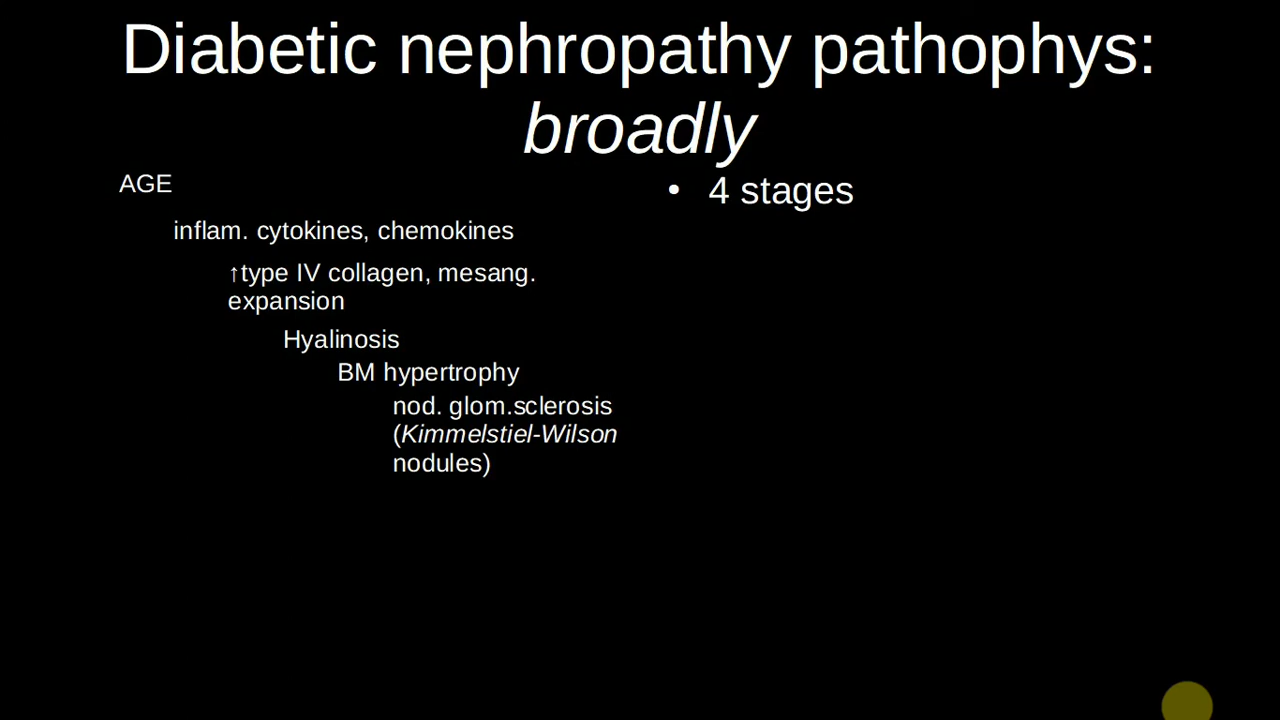 Diabetic nephropathy pathophys:
broadly
AGE
inflam. cytokines, chemokines
↑type IV collagen, mesang.
expansion
Hyalinosis
BM hypertrophy
nod. glom.sclerosis
(Kimmelstiel-Wilson
nodules)
• 4 stages